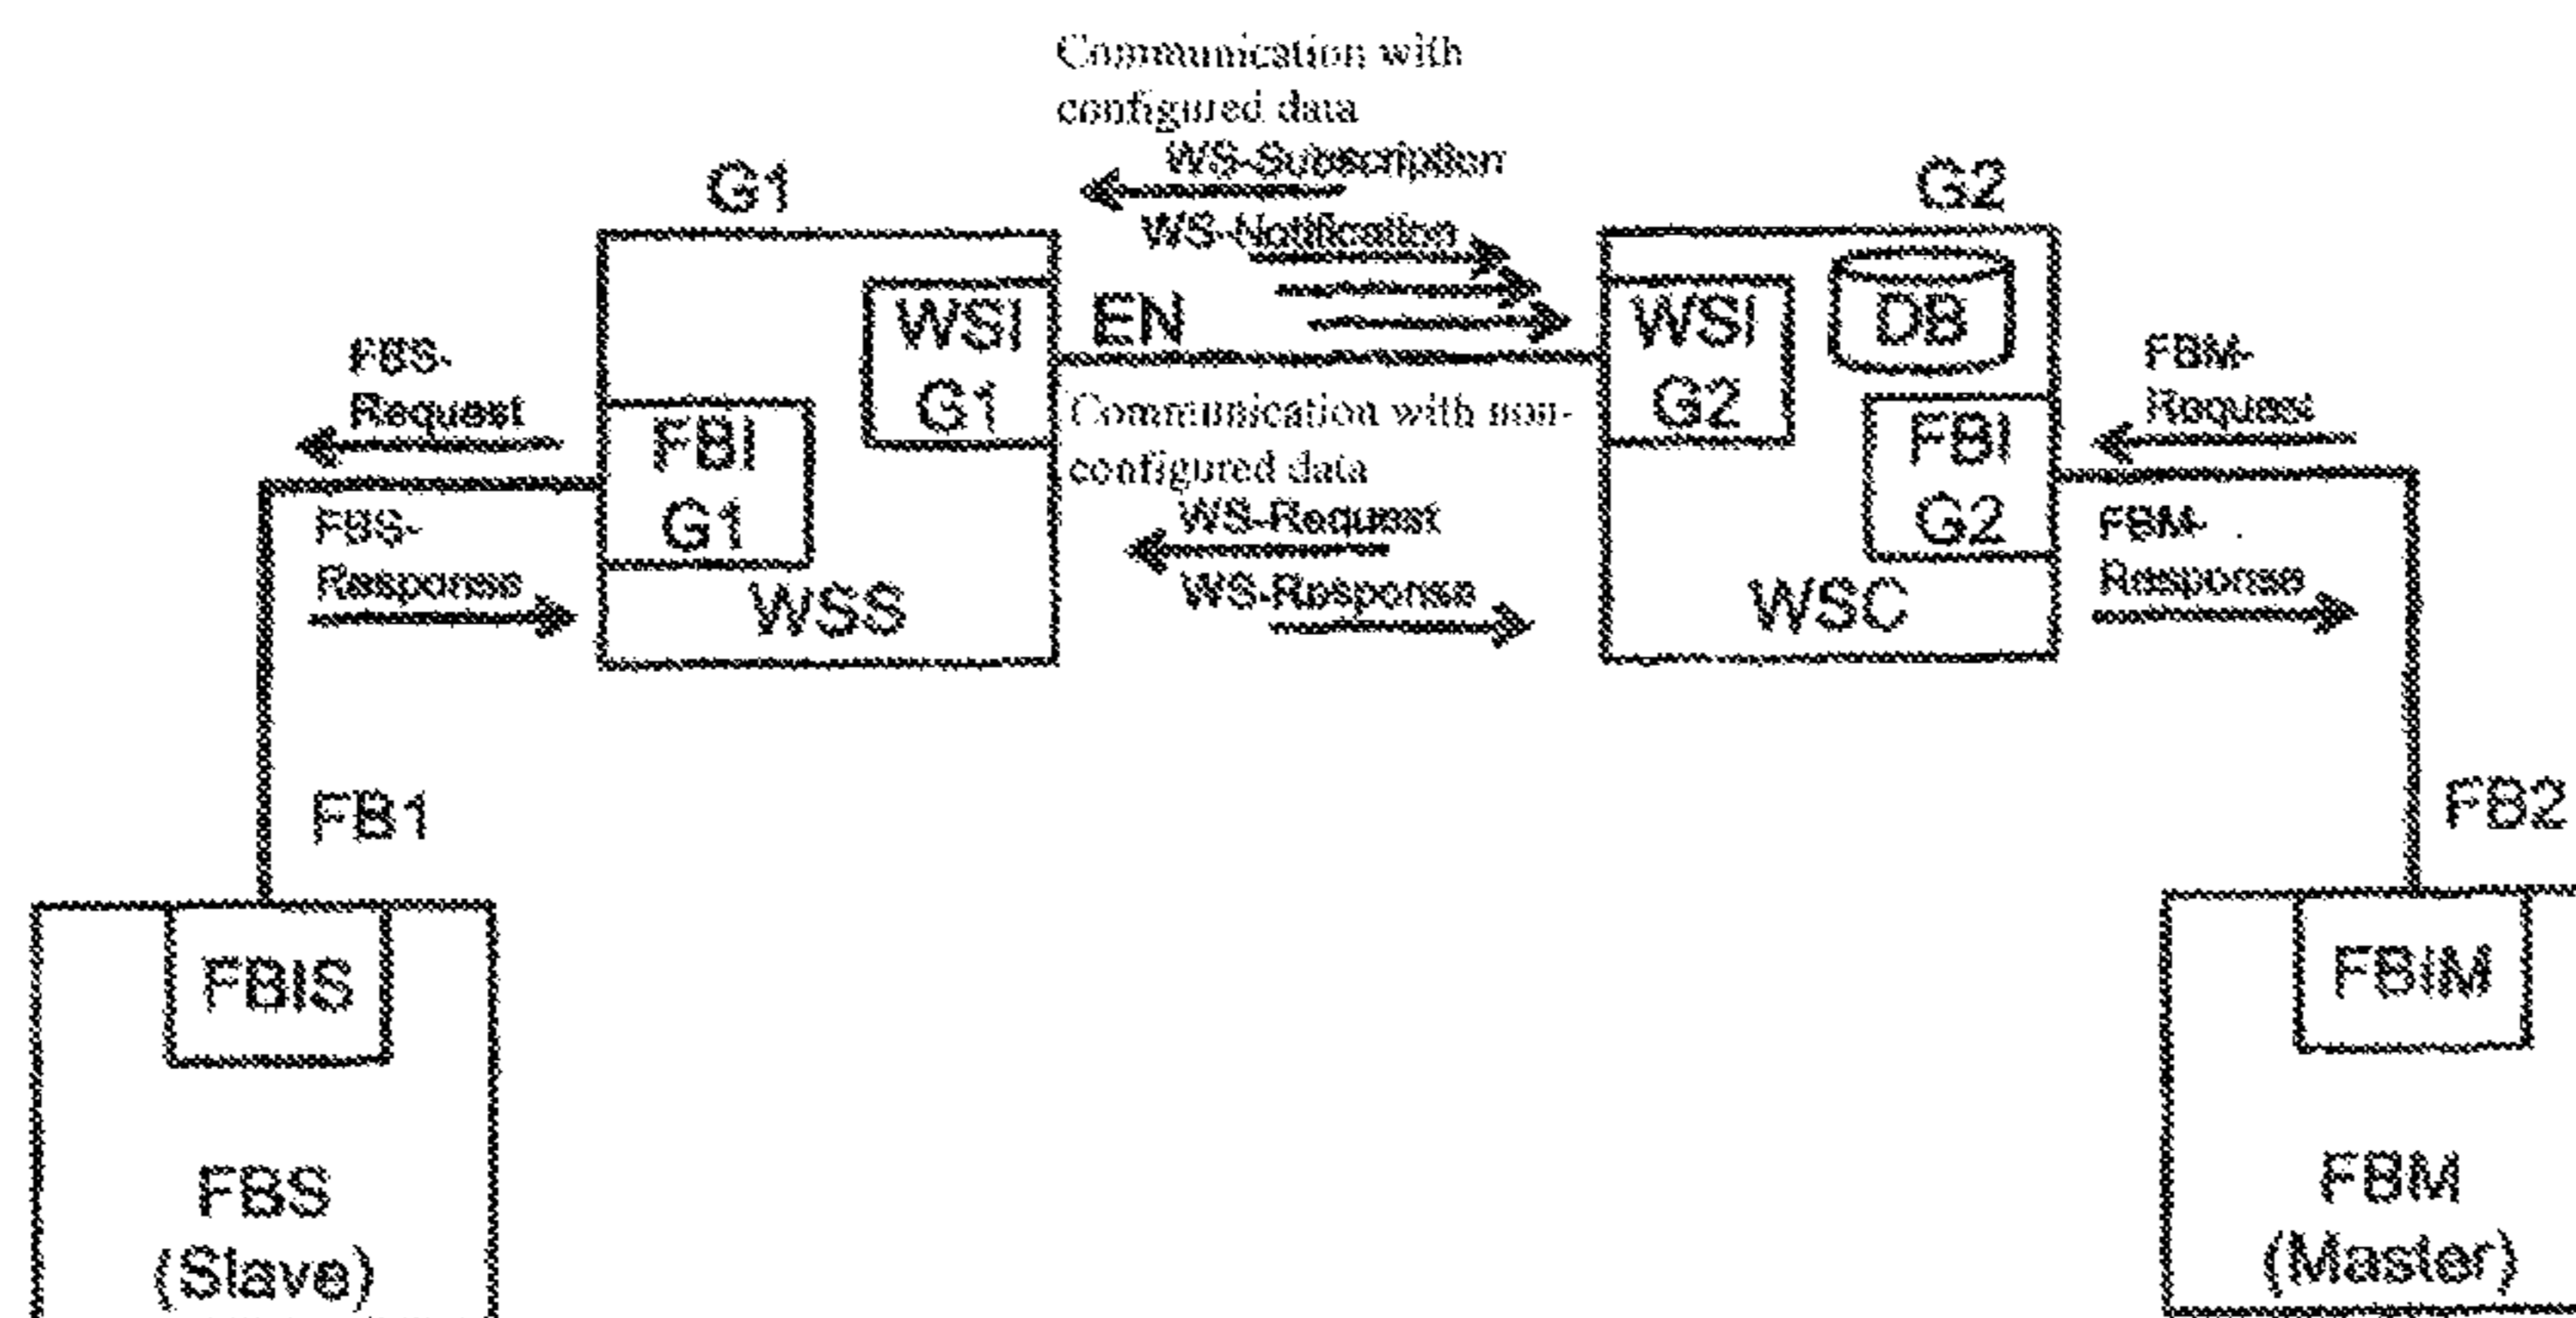 Communication with
configured data
WS-Subscription
WS-Notification
G1
G2
WSI
G1
EN
WSI
G2
DB
FBS-
Request
FBI
G1
Communication with non-
configured data
FBI
G2
FBM-
Request
FBS-
Response
WS-Request
WS-Response
FBM-
Response
WSS
WSC
FB1
FB2
FBIS
FBIM
FBS
(Slave)
FBM
(Master)